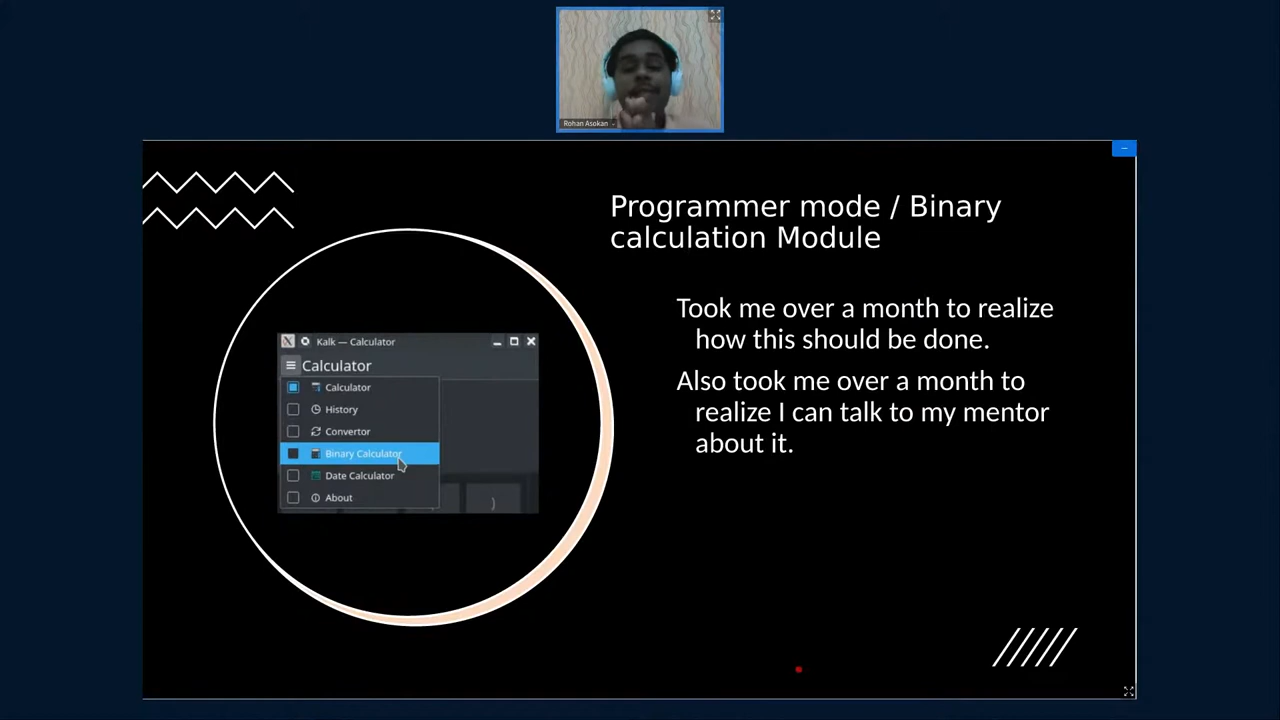 Rohan Asokan
Programmer mode / Binary
calculation Module
Took me over a month to realize
how this should be done.
Also took me over a month to
realize I can talk to my mentor
about it.
Kalk — Calculator
Calculator
Calculator
History
Convertor
Binary Calculator
Date Calculator
About
)